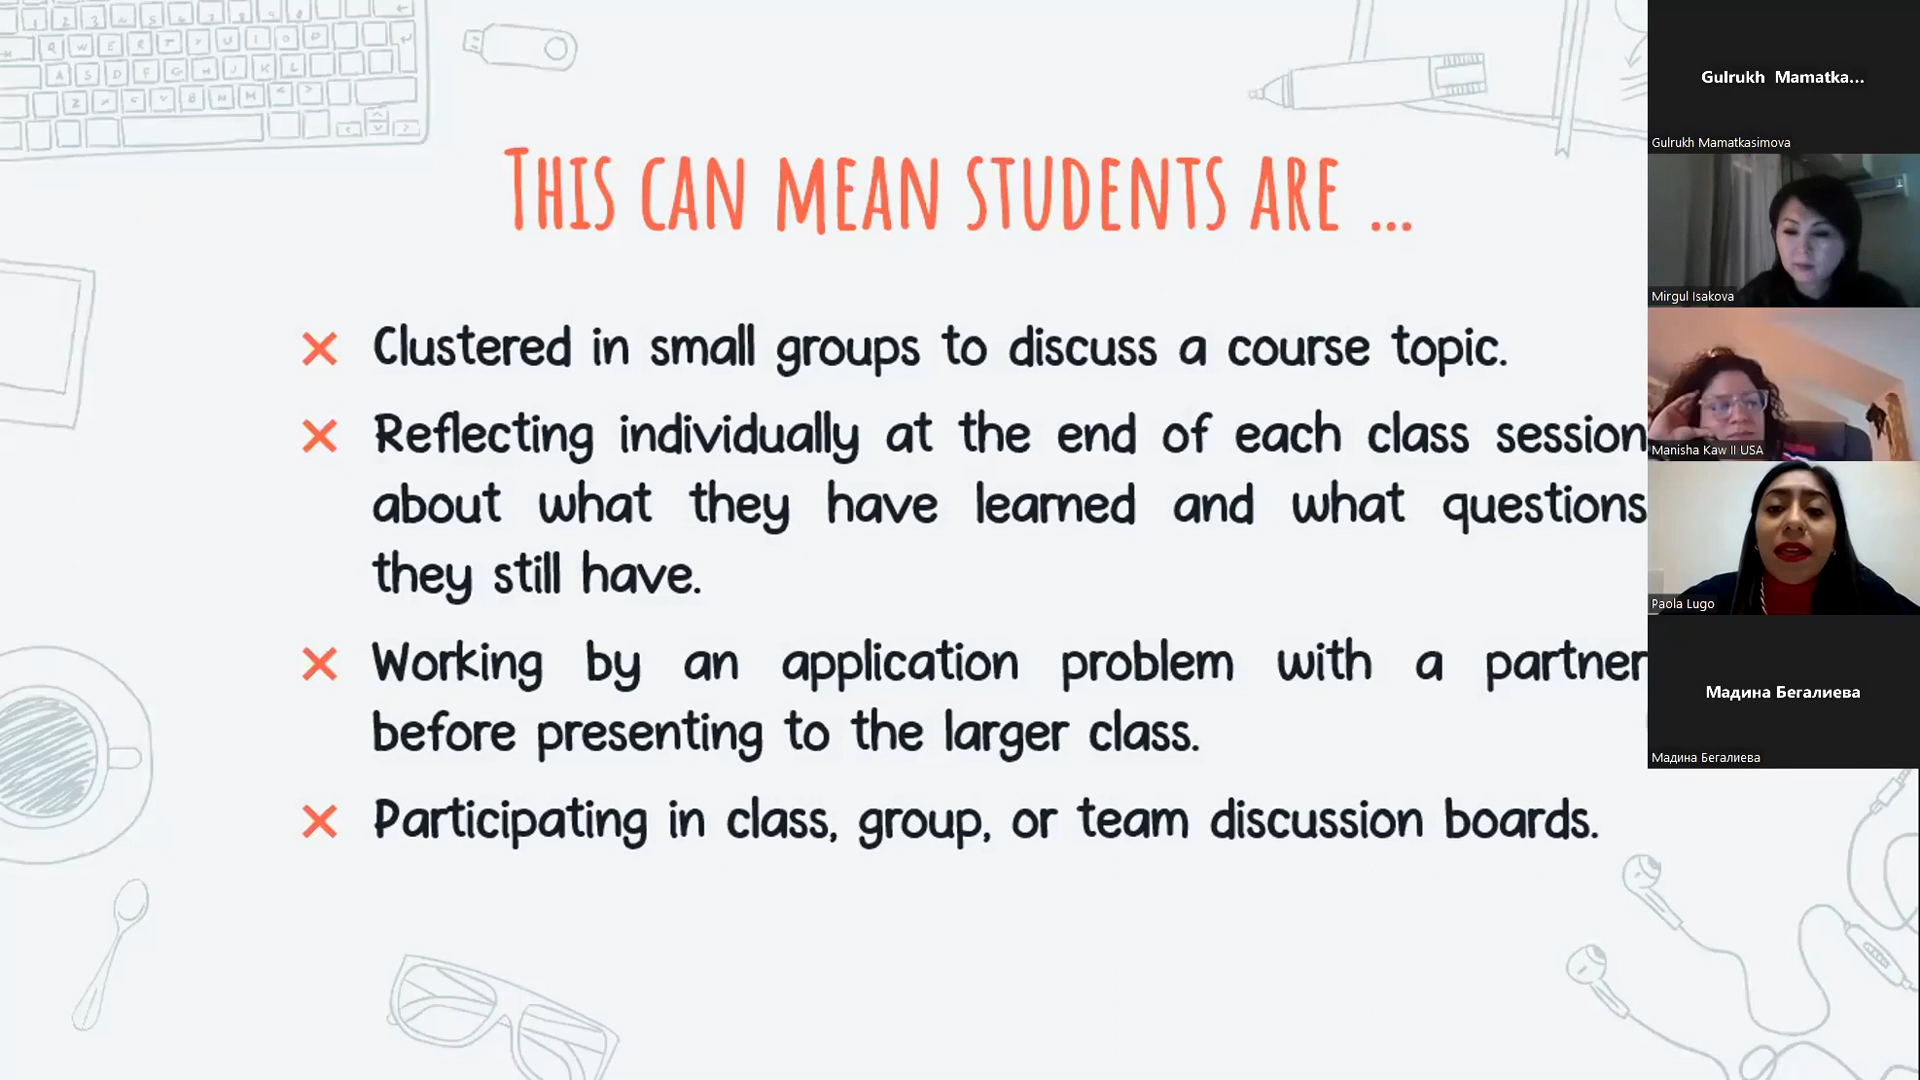 THIS CAN MEAN STUDENTS ARE ...
Clustered in small groups to discuss a course topic.
Reflecting individually at the end of each class session
about what they have learned and what questions
they still have.
Working by an application problem with a partner
before presenting to the larger class.
Participating in class, group, or team discussion boards.
Gulrukh Mamatka...
Gulrukh Mamatkasimova
Mirgul Isakova
Manisha Kaw II USA
Paola Lugo
Мадина Бегалиева
Мадина Бегалиева